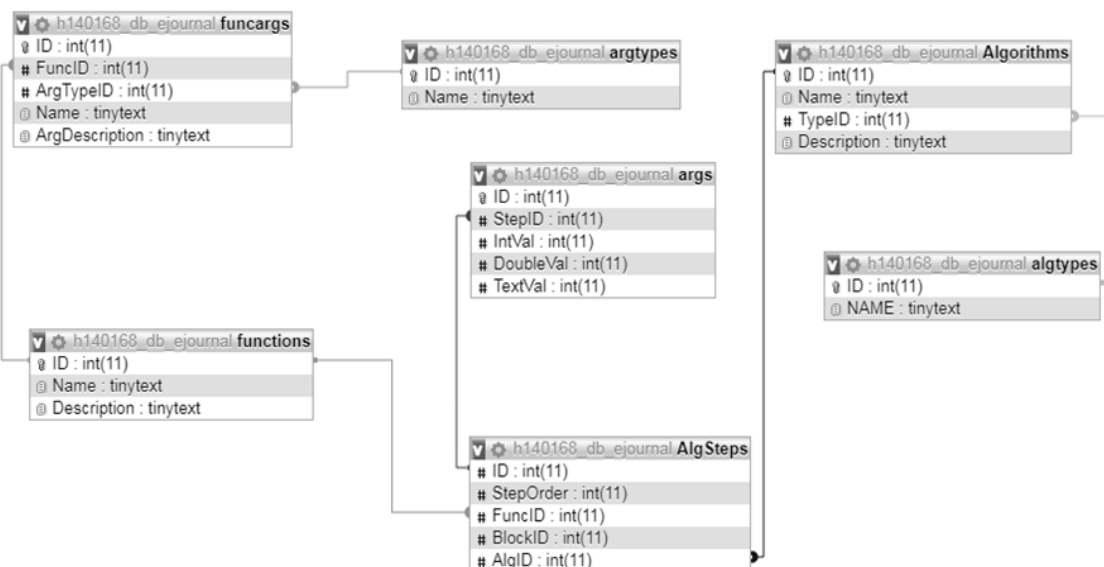 h140168_db_ejournal funcargs
ID : int(11)
# FuncID : int(11)
# ArgTypeID : int(11)
Name : tinytext
ArgDescription : tinytext
h140168_db_ejournal argtypes
ID : int(11)
Name : tinytext
h140168_db_ejournal Algorithms
ID : int(11)
Name : tinytext
# TypeID : int(11)
Description : tinytext
h140168_db_ejournal args
ID : int(11)
# StepID : int(11)
# IntVal : int(11)
# DoubleVal : int(11)
# TextVal : int(11)
h140168_db_ejournal algtypes
ID : int(11)
NAME : tinytext
h140168_db_ejournal functions
ID : int(11)
Name : tinytext
Description : tinytext
h140168_db_ejournal AlgSteps
# ID : int(11)
# StepOrder : int(11)
# FuncID : int(11)
# BlockID : int(11)
# AlgID : int(11)